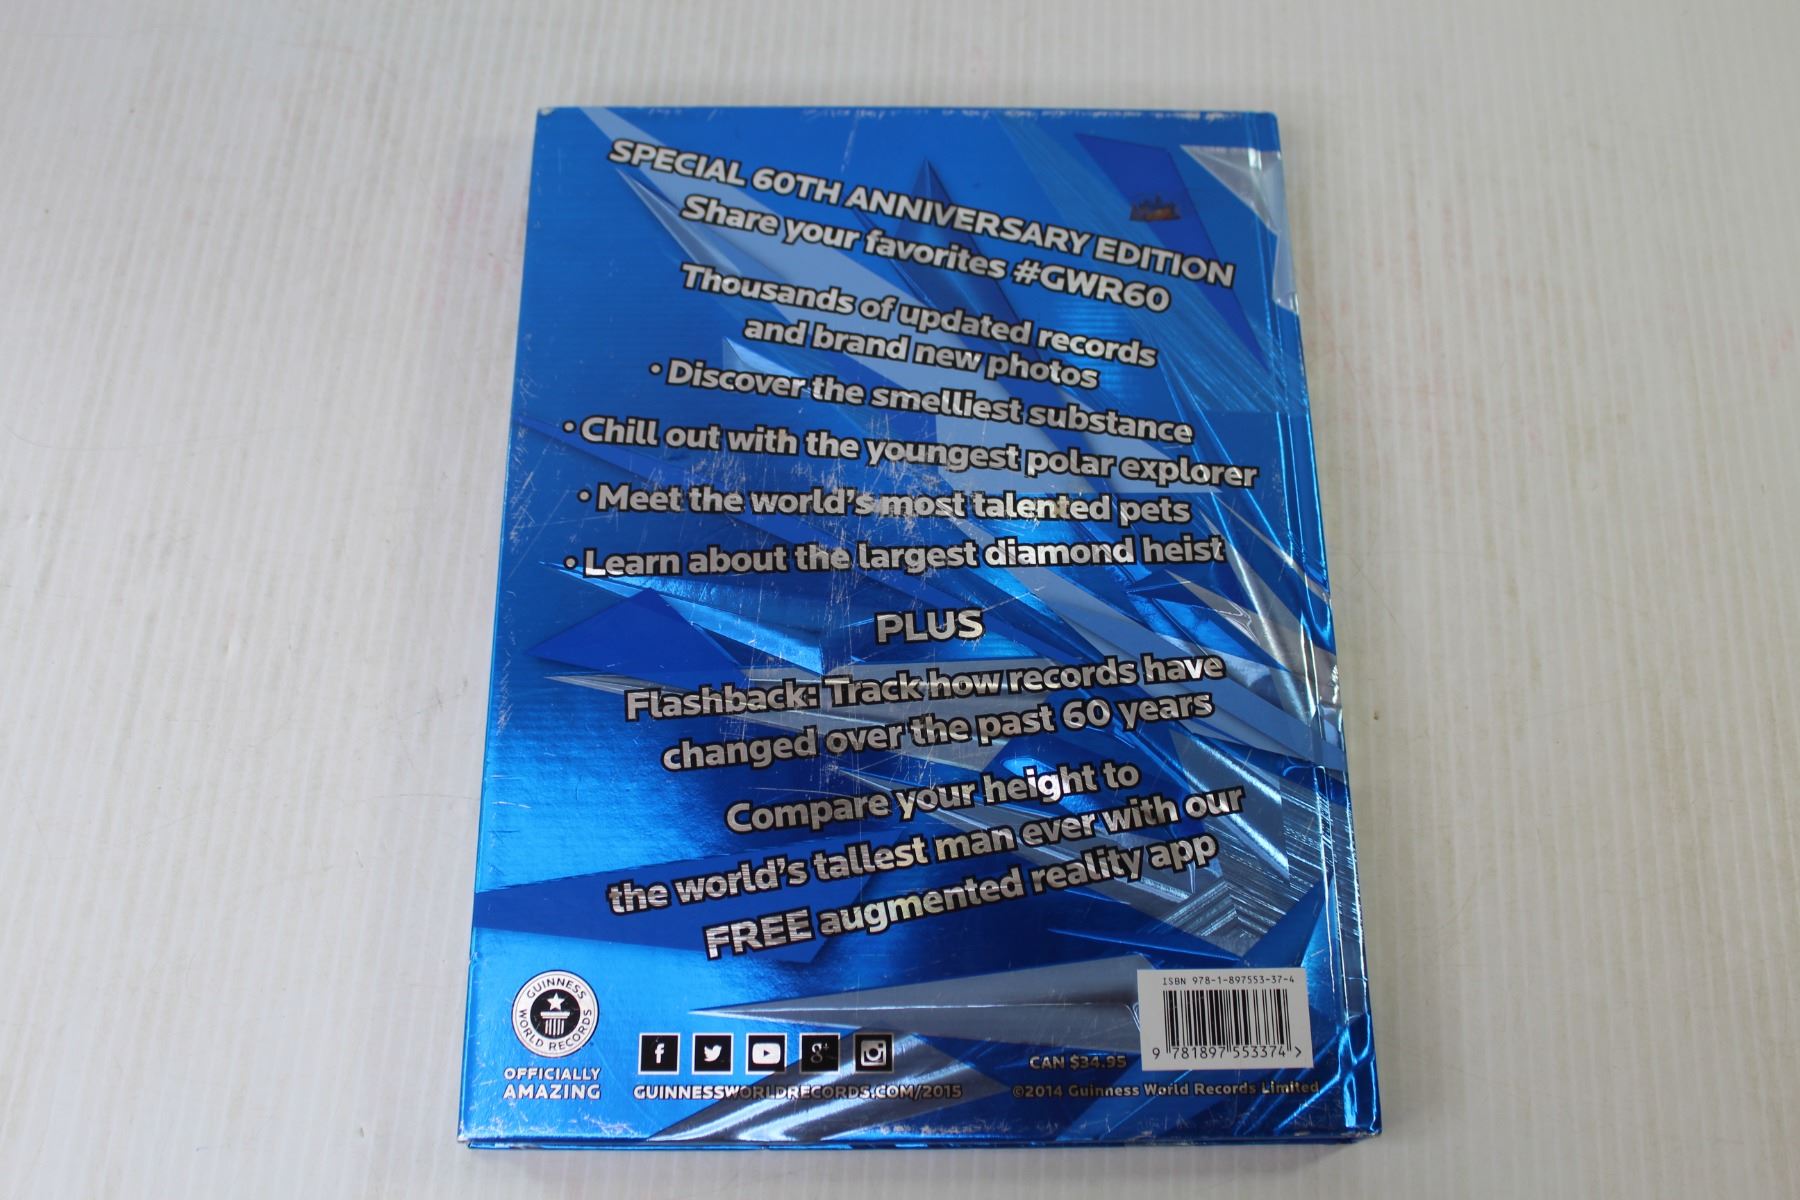 SPECIAL 60TH ANNIVERSARY EDITION
Share your favorites #GWR60
Thousands of updated records
and brand new photos
• Discover the smelliest substance
• Chill out with the youngest polar explorer
• Meet the world's most talented pets
• Learn about the largest diamond heist
PLUS
Flashback: Track how records have
changed over the past 60 years
Compare your height to
the world's tallest man ever with our
FREE augmented reality app
GUINNESS
WORLD RECORDS
OFFICIALLY
AMAZING
GUINNESSWORLDRECORDS.COM/2015
ISBN 978-1-897553-37-4
9 781897 553374 >
CAN $34.95
©2014 Guinness World Records Limited